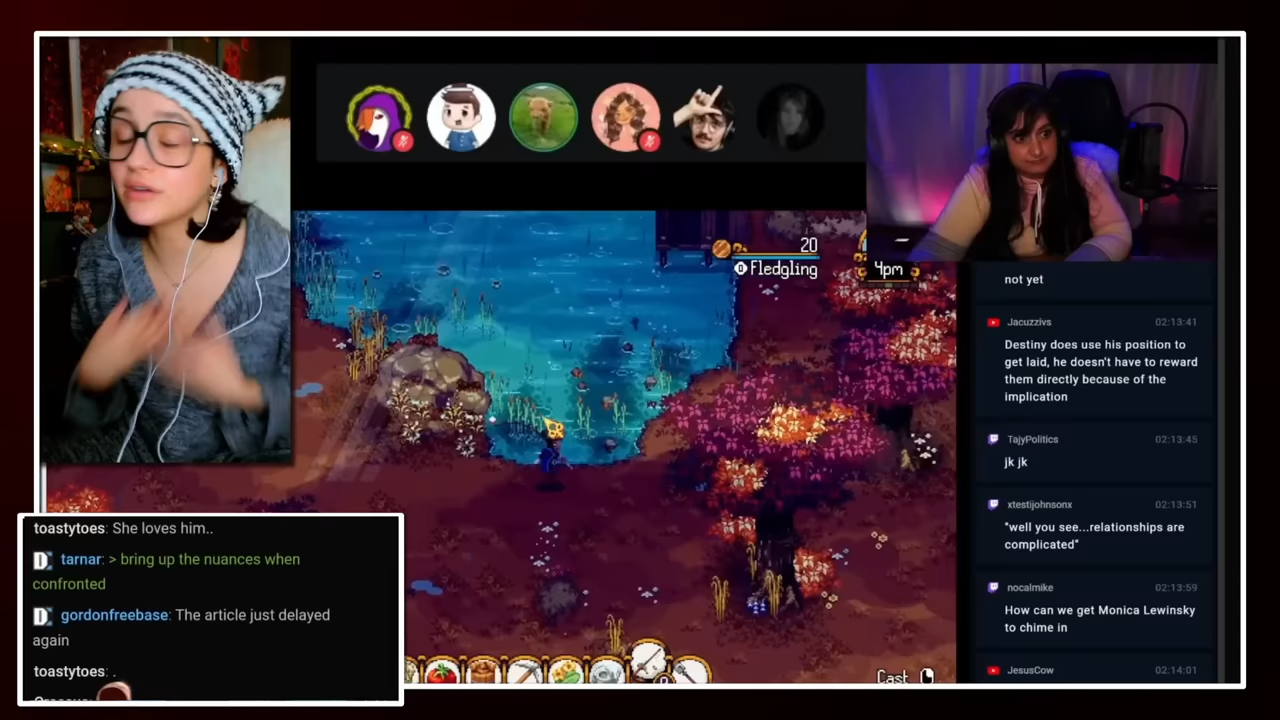 20
Fledgling
4pm
not yet
Jacuzzivs 02:13:41
Destiny does use his position to
get laid, he doesn't have to reward
them directly because of the
implication
TajyPolitics 02:13:45
jk jk
xtestijohnsonx 02:13:51
"well you see...relationships are
complicated"
nocalmike 02:13:59
How can we get Monica Lewinsky
to chime in
JesusCow 02:14:01
toastytoes: She loves him..
D tarnar: > bring up the nuances when
confronted
D gordonfreebase: The article just delayed
again
toastytoes: .
Cast